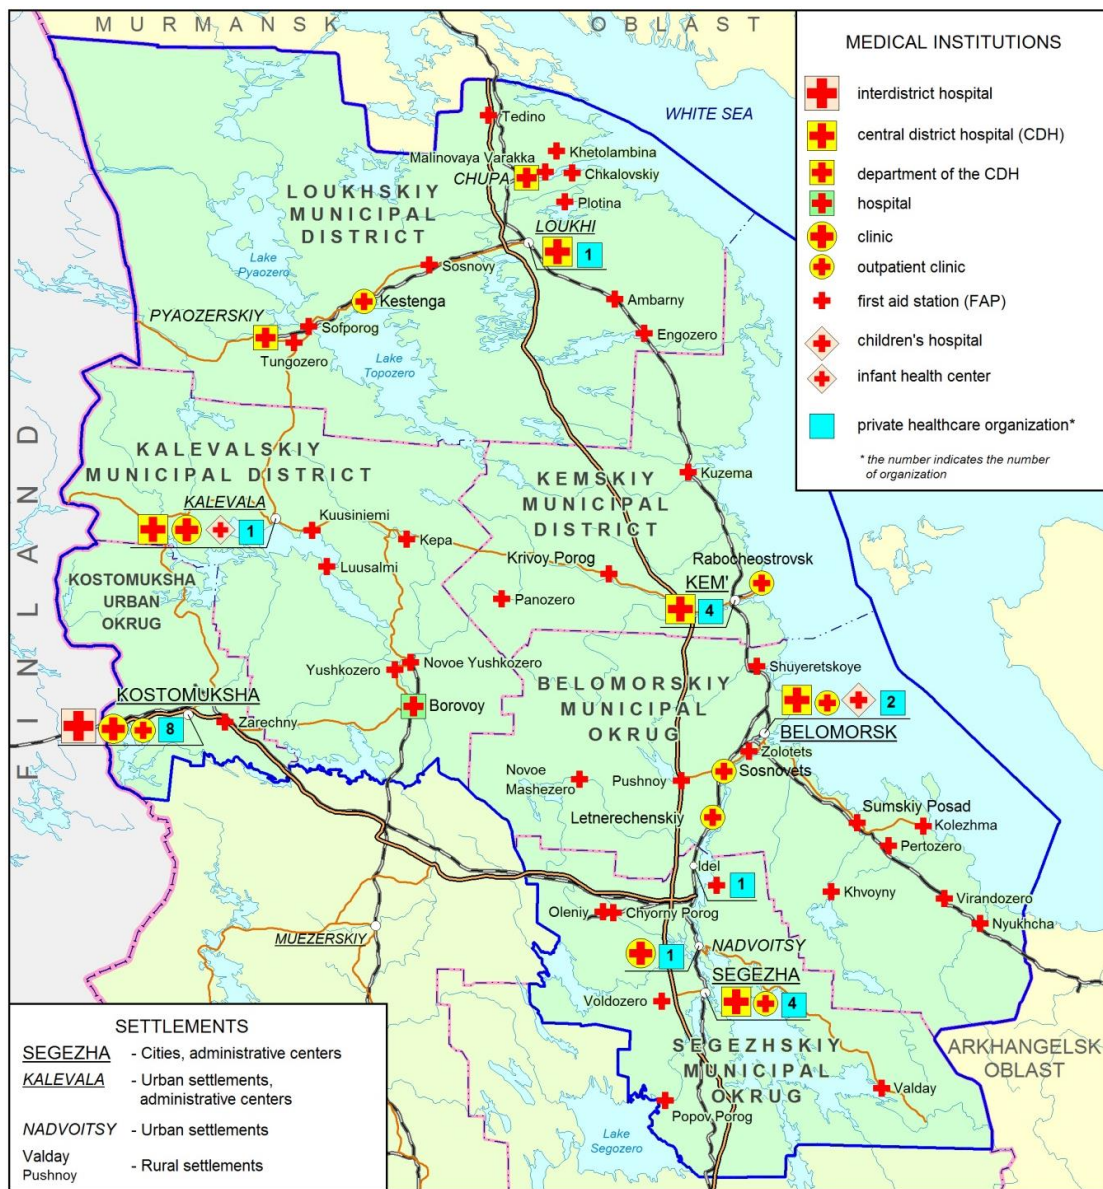 MURMANSK OBLAST
WHITE SEA
MEDICAL INSTITUTIONS
interdistrict hospital
central district hospital (CDH)
department of the CDH
hospital
clinic
outpatient clinic
first aid station (FAP)
children's hospital
infant health center
private healthcare organization*
* the number indicates the number
of organization
Tedino
Khetolambina
Malinovaya Varakka
CHUPA
Chkalovskiy
Plotina
LOUKHSKIY
MUNICIPAL
DISTRICT
LOUKHI
1
Lake
Pyaozero
Sosnovy
Kestenga
Ambarny
PYAOZERSKIY
Sofporog
Engozero
Tungozero
Lake
Topozero
FINLAND
KALEVALSKIY
MUNICIPAL DISTRICT
KALEVALA
1
Kuusiniemi
Kepa
Luusalmi
KEMSKIY
MUNICIPAL
DISTRICT
Kuzema
Krivoy Porog
Rabocheostrovsk
KEM'
4
Panozero
KOSTOMUKSHA
URBAN
OKRUG
Yushkozero
Novoe Yushkozero
Borovoy
KOSTOMUKSHA
8
Zarechny
BELOMORSKIY
MUNICIPAL
OKRUG
Shuyeretskoye
2
BELOMORSK
Zolotets
Sosnovets
Novoe
Mashezero
Pushnoy
Letnerechenskiy
Sumskiy Posad
Kolezhma
Pertozero
Khvoyny
Virandozero
Nyukhcha
Idel
1
Oleniy
Chyorny Porog
MUEZERSKIY
NADVOITSY
1
SEGEZHA
4
Voldozero
SEGEZHSKIY
MUNICIPAL
OKRUG
Valday
Popov Porog
Lake
Segozero
ARKHANGELSK
OBLAST
SETTLEMENTS
SEGEZHA - Cities, administrative centers
KALEVALA - Urban settlements,
administrative centers
NADVOITSY - Urban settlements
Valday
Pushnoy - Rural settlements